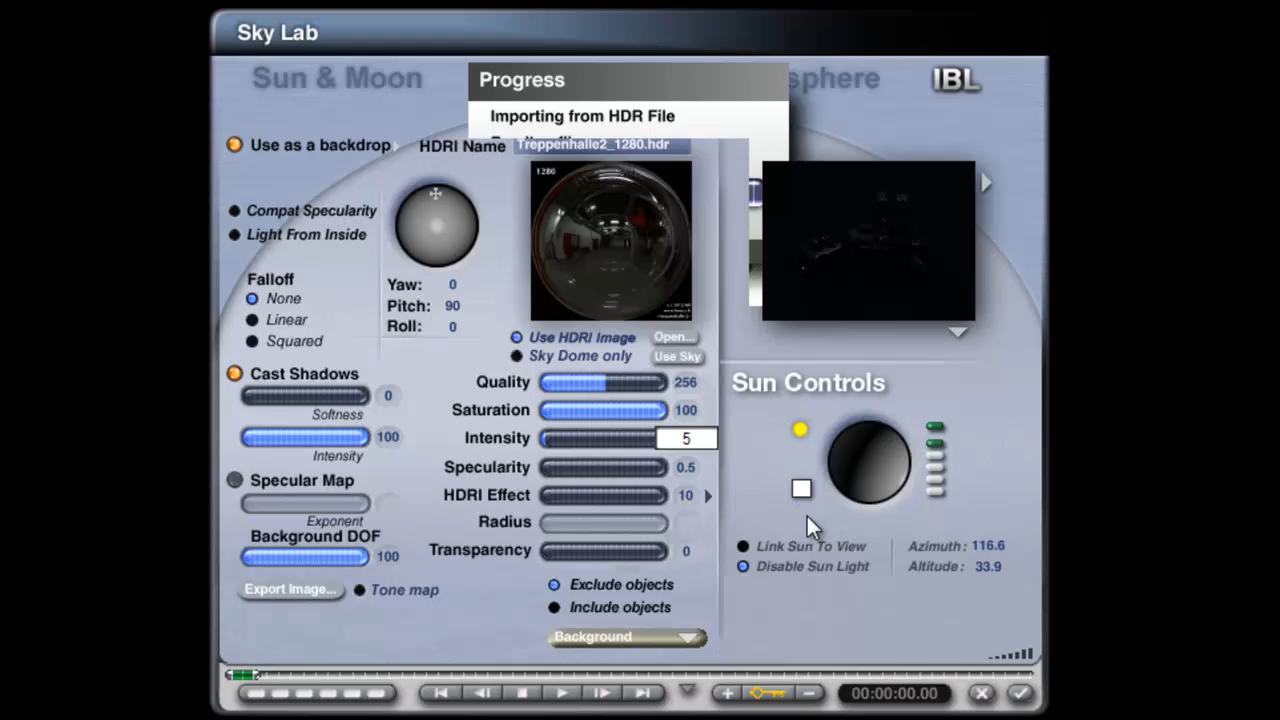 Sky Lab
Sun & Moon
sphere
IBL
Progress
Importing from HDR File
Use as a backdrop
HDRI Name
Treppenhalle2_1280.hdr
1280
Compat Specularity
Light From Inside
Falloff
None
Linear
Squared
Yaw: 0
Pitch: 90
Roll: 0
Use HDRI Image
Open...
Sky Dome only
Use Sky
Cast Shadows
0
Softness
100
Intensity
Specular Map
Exponent
Background DOF
100
Export Image...
Tone map
Quality 256
Saturation 100
Intensity 5
Specularity 0.5
HDRI Effect 10
Radius
Transparency 0
Exclude objects
Include objects
Background
Sun Controls
Link Sun To View
Disable Sun Light
Azimuth: 116.6
Altitude: 33.9
00:00:00.00